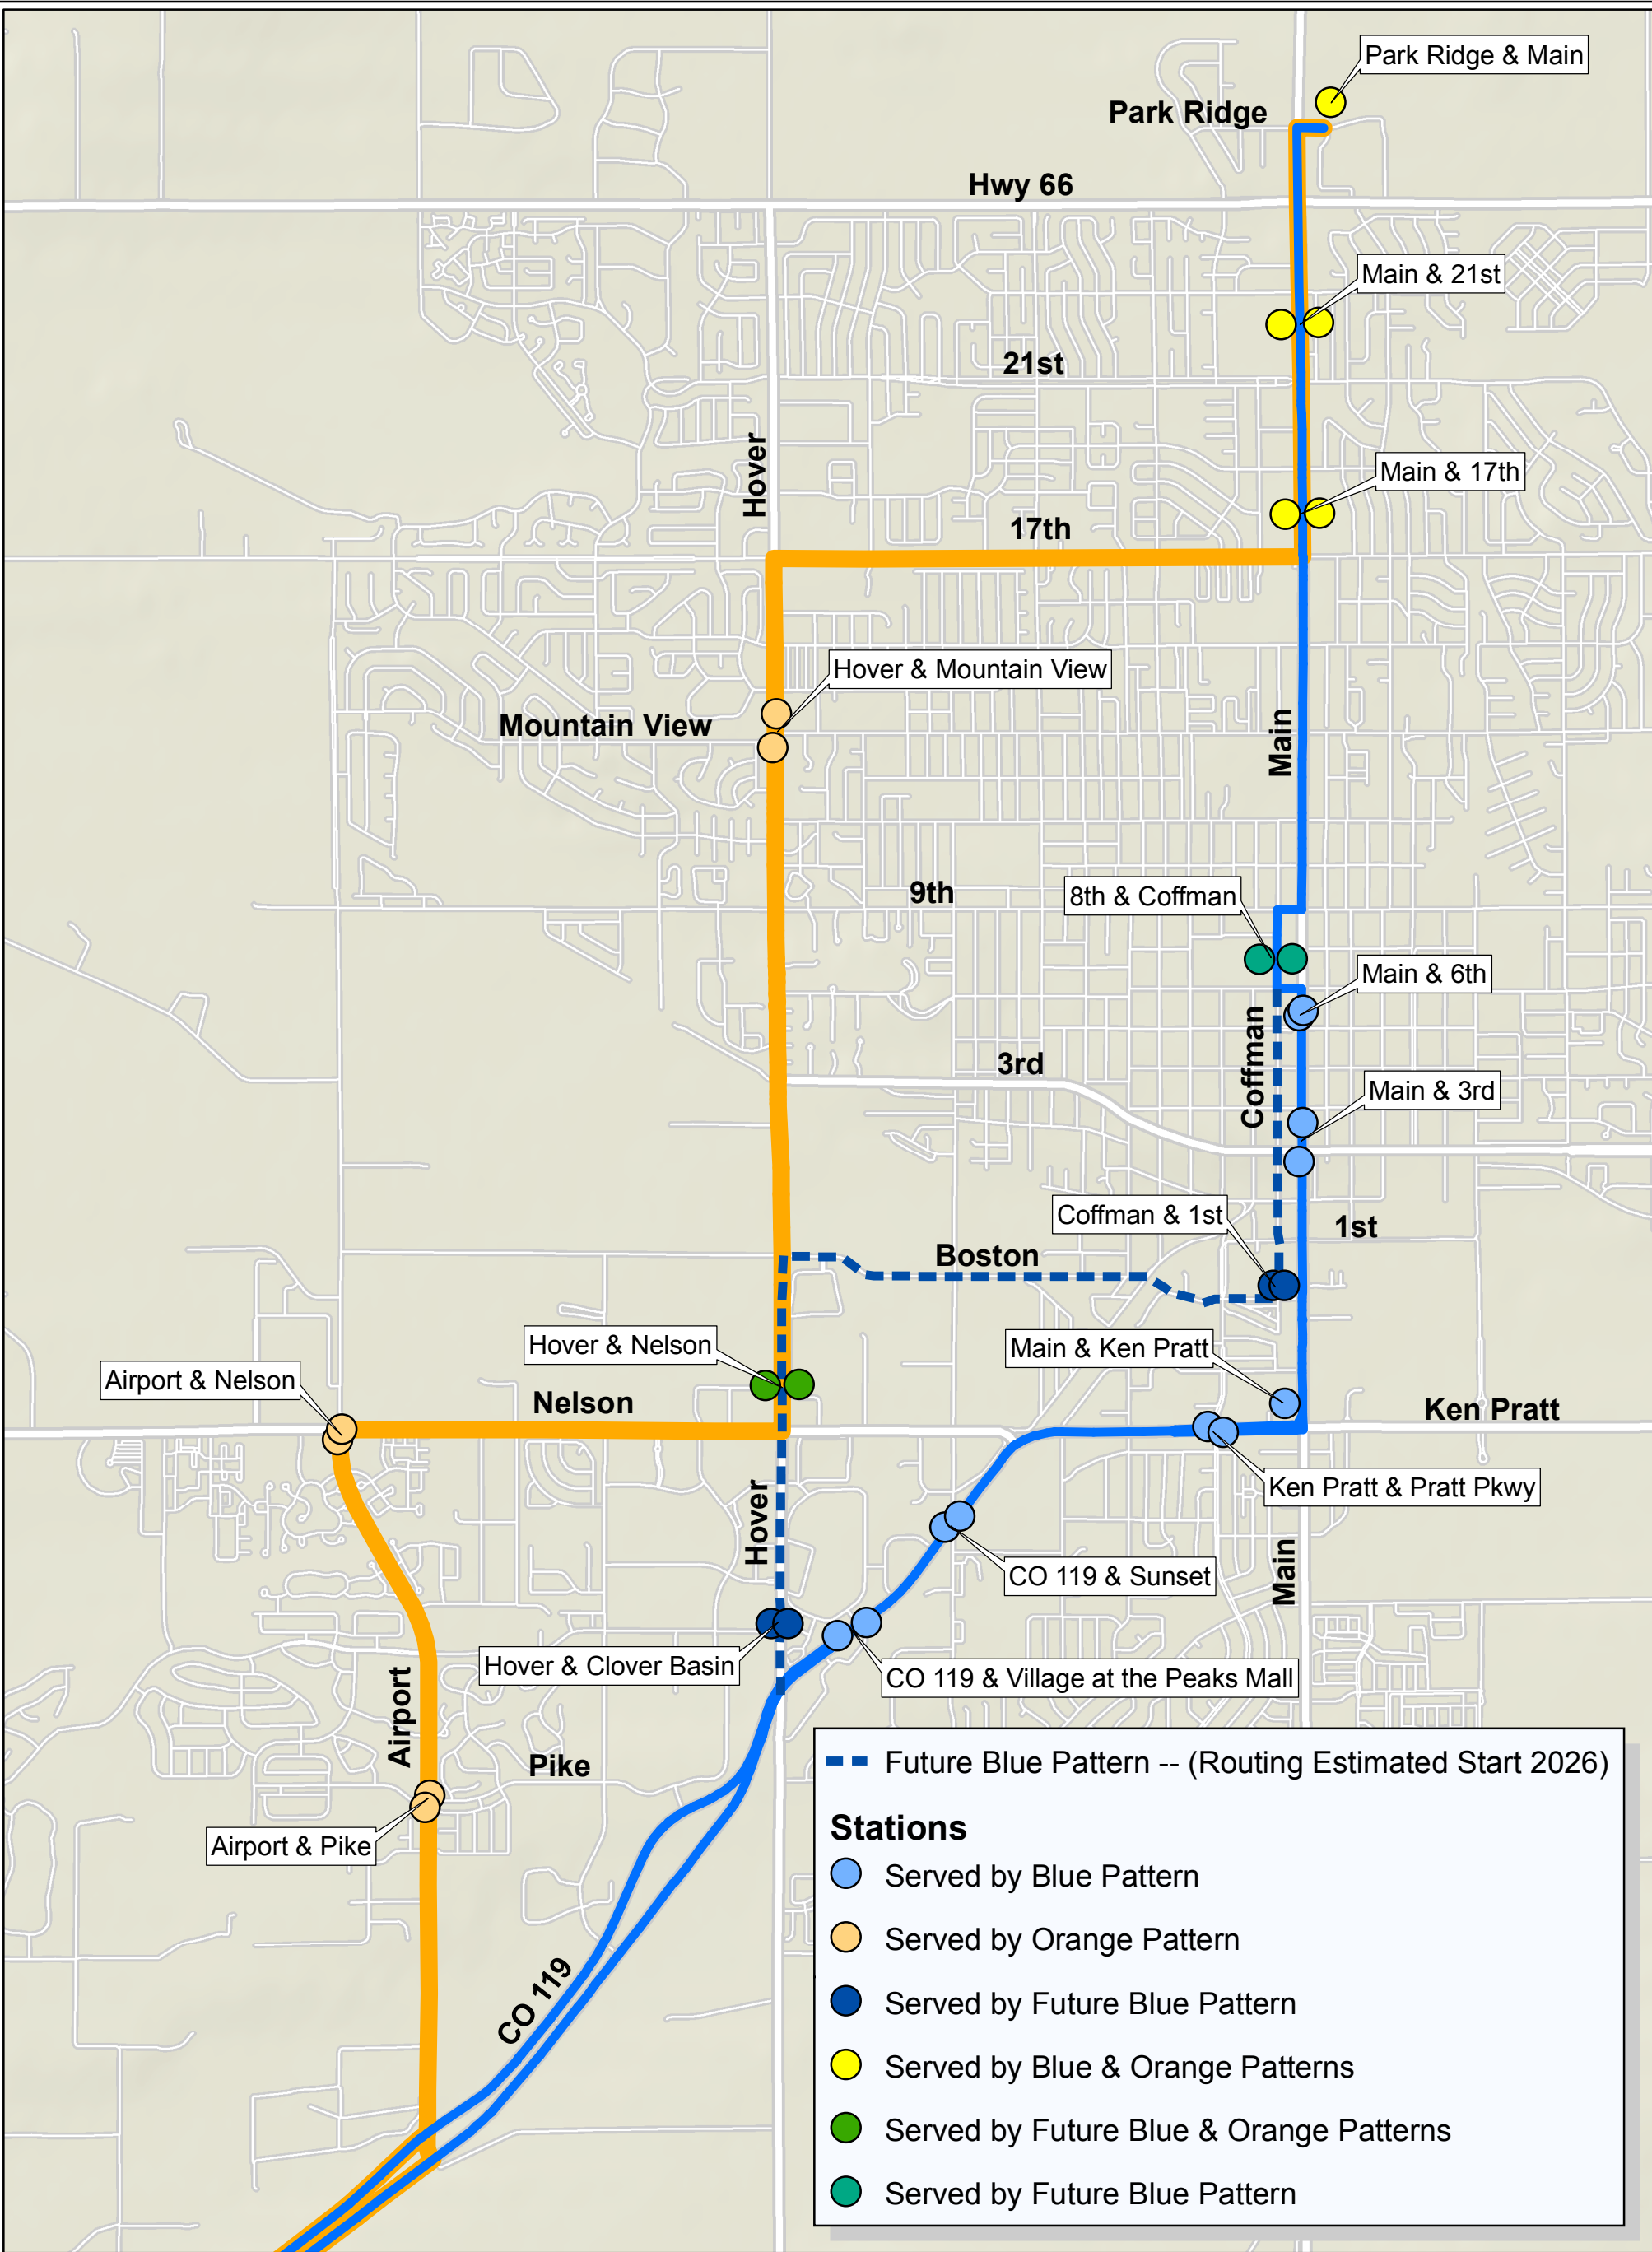 Park Ridge & Main
Park Ridge
Hwy 66
Main & 21st
21st
Hover
Main & 17th
17th
Hover & Mountain View
Mountain View
Main
9th
8th & Coffman
Main & 6th
Coffman
3rd
Main & 3rd
Coffman & 1st
1st
Boston
Hover & Nelson
Main & Ken Pratt
Airport & Nelson
Nelson
Ken Pratt
Ken Pratt & Pratt Pkwy
Hover
Main
CO 119 & Sunset
Hover & Clover Basin
CO 119 & Village at the Peaks Mall
Airport
Pike
Airport & Pike
CO 119
Future Blue Pattern -- (Routing Estimated Start 2026)
Stations
Served by Blue Pattern
Served by Orange Pattern
Served by Future Blue Pattern
Served by Blue & Orange Patterns
Served by Future Blue & Orange Patterns
Served by Future Blue Pattern